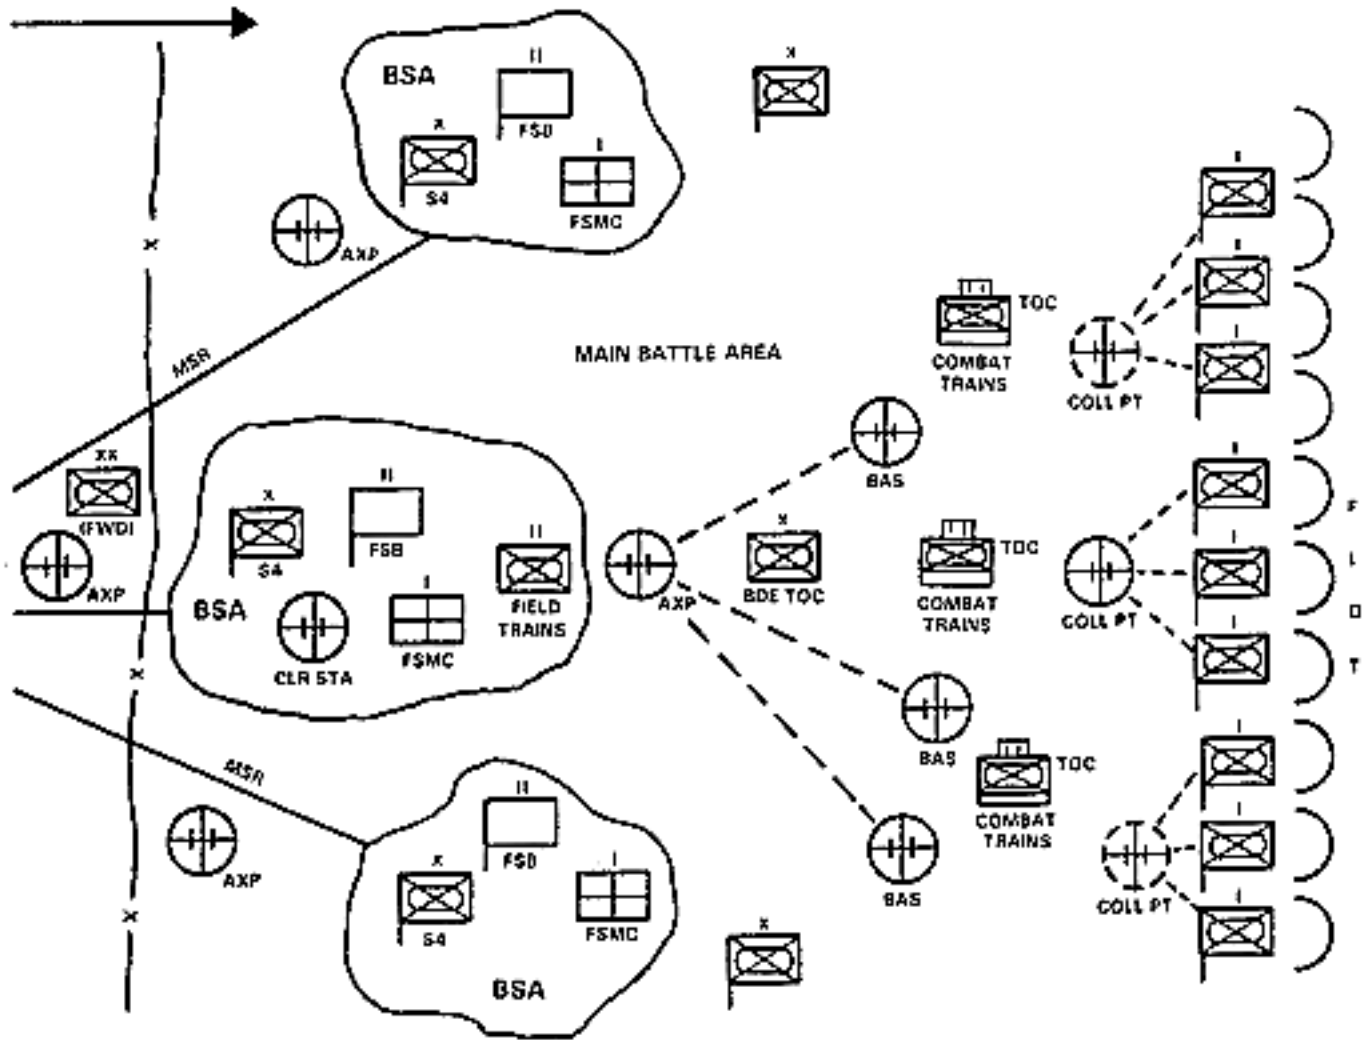 BSA
II
FSB
X
S4
I
FSMC
X
AXP
MSR
MAIN BATTLE AREA
TOC
COMBAT
TRAINS
COLL PT
BAS
XX
(FWD)
AXP
BSA
X
S4
II
FSB
CLR STA
I
FSMC
II
FIELD
TRAINS
AXP
X
BDE TOC
TOC
COMBAT
TRAINS
COLL PT
BAS
F
L
O
T
MSR
AXP
II
FSB
X
S4
I
FSMC
BSA
X
BAS
TOC
COMBAT
TRAINS
COLL PT